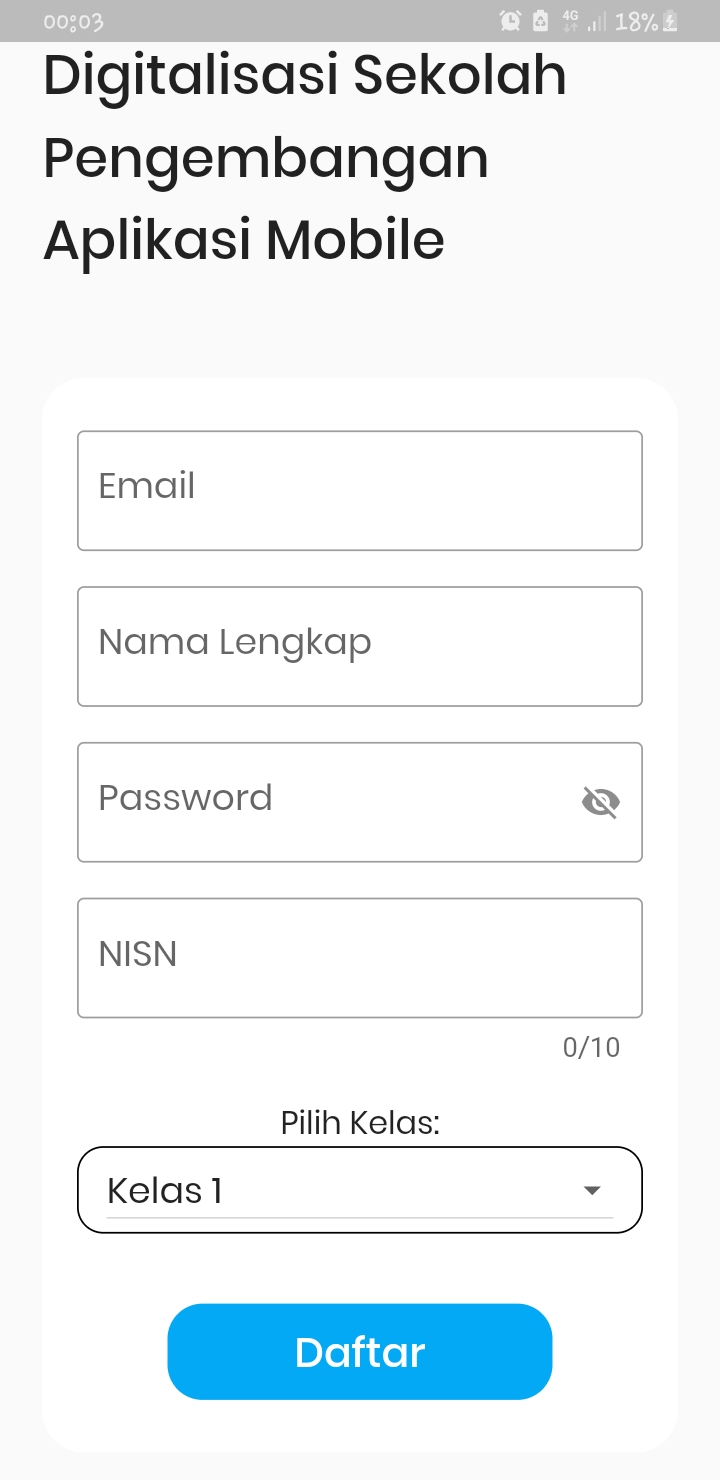 00:03 4G 18%
Digitalisasi Sekolah
Pengembangan
Aplikasi Mobile
Email
Nama Lengkap
Password
NISN
0/10
Pilih Kelas:
Kelas 1
Daftar